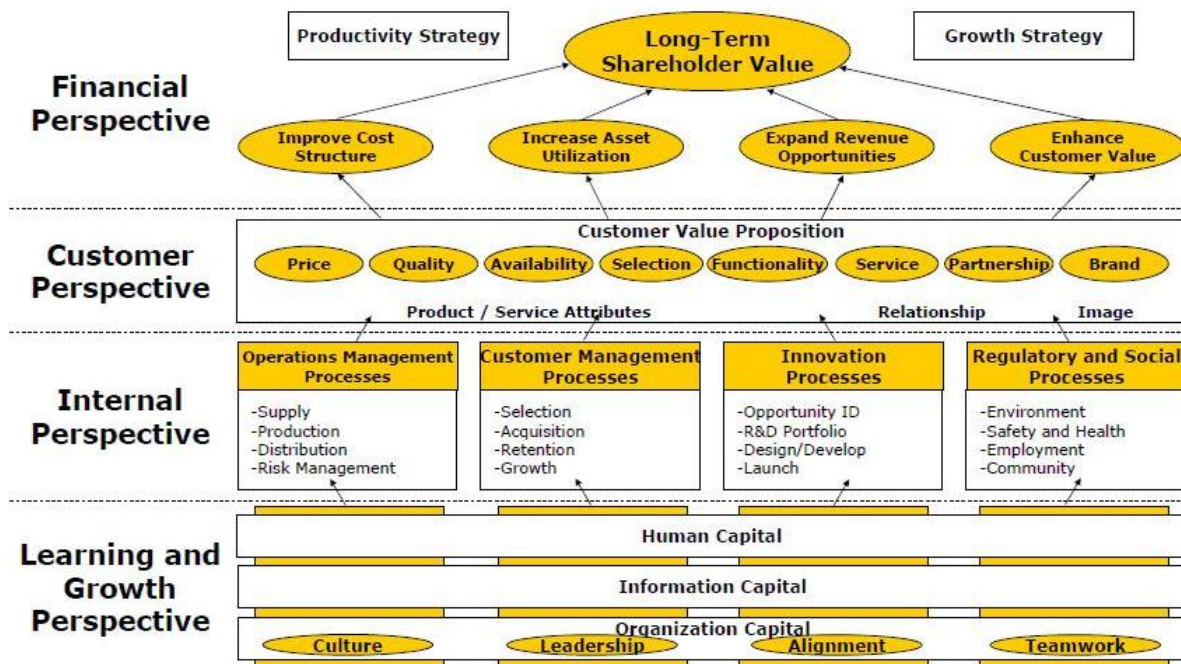 Productivity Strategy
Long-Term
Shareholder Value
Growth Strategy
Financial
Perspective
Improve Cost
Structure
Increase Asset
Utilization
Expand Revenue
Opportunities
Enhance
Customer Value
Customer
Perspective
Customer Value Proposition
Price
Quality
Availability
Selection
Functionality
Service
Partnership
Brand
Product / Service Attributes
Relationship
Image
Internal
Perspective
Operations Management
Processes
-Supply
-Production
-Distribution
-Risk Management
Customer Management
Processes
-Selection
-Acquisition
-Retention
-Growth
Innovation
Processes
-Opportunity ID
-R&D Portfolio
-Design/Develop
-Launch
Regulatory and Social
Processes
-Environment
-Safety and Health
-Employment
-Community
Learning and
Growth
Perspective
Human Capital
Information Capital
Organization Capital
Culture
Leadership
Alignment
Teamwork